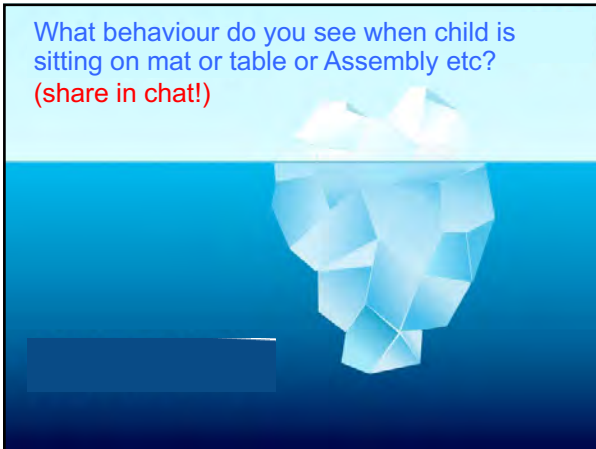 What behaviour do you see when child is
sitting on mat or table or Assembly etc?
(share in chat!)